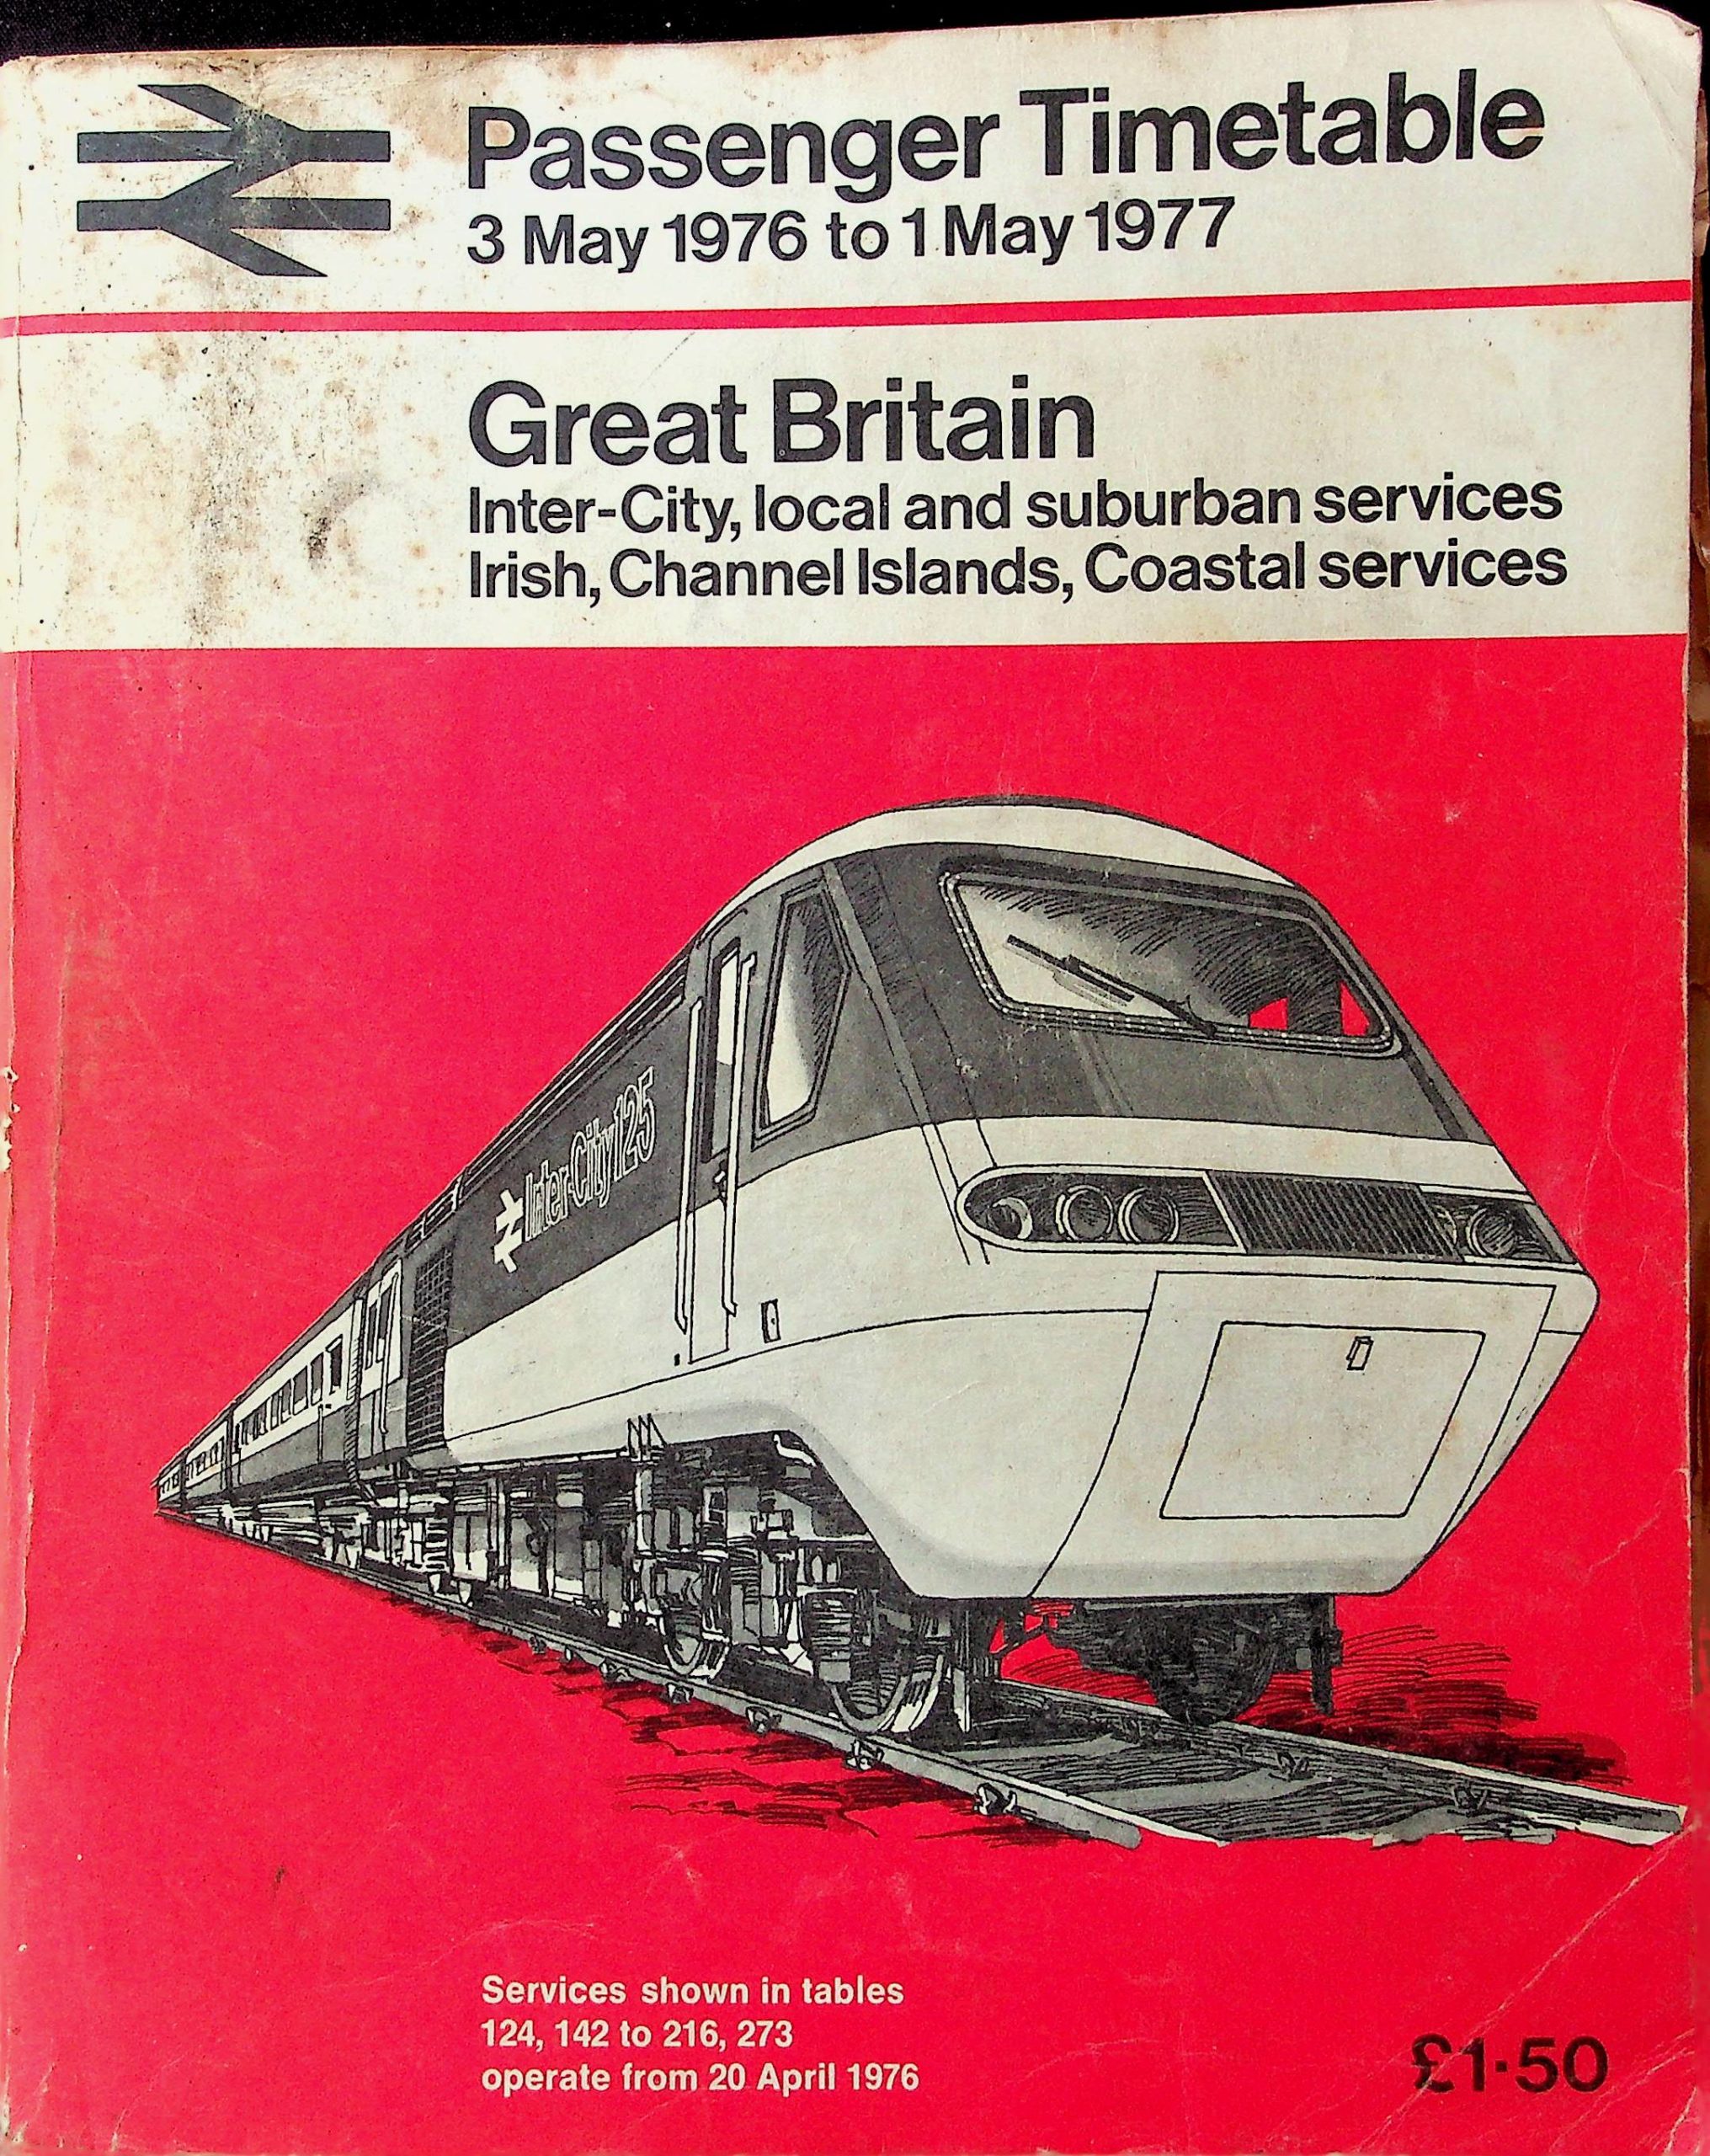 Passenger Timetable
3 May 1976 to 1 May 1977
Great Britain
Inter-City, local and suburban services
Irish, Channel Islands, Coastal services
Inter-City 125
Services shown in tables
124, 142 to 216, 273
operate from 20 April 1976
£1·50